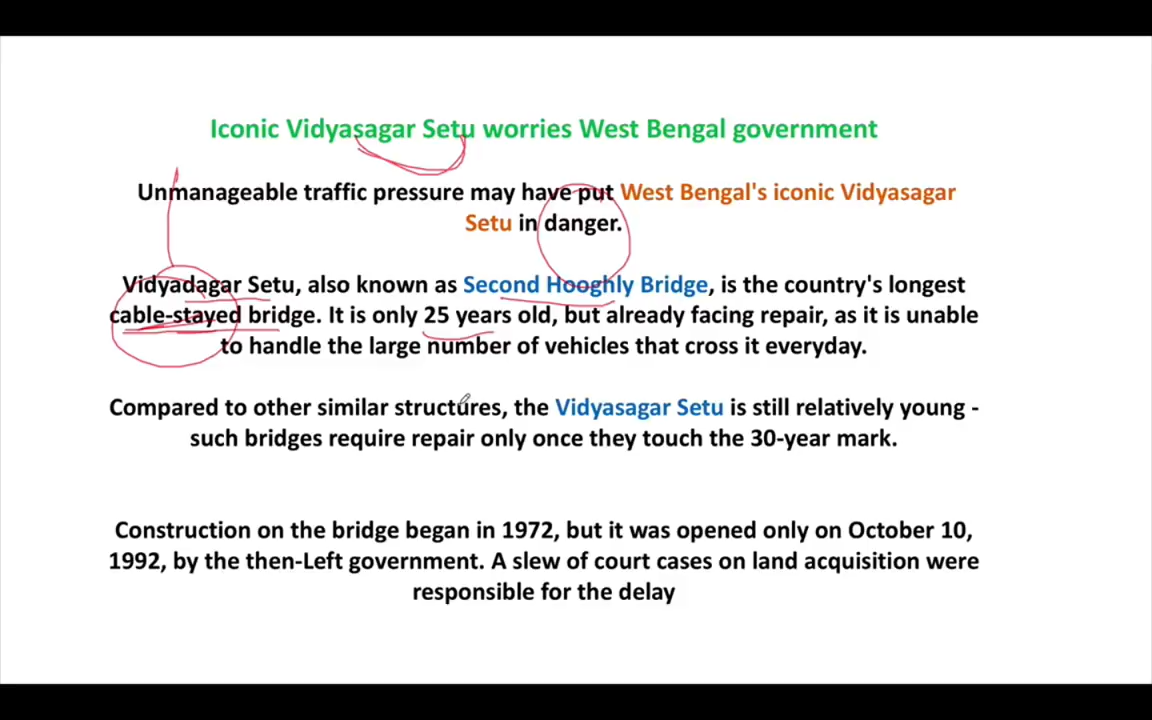 Iconic Vidyasagar Setu worries West Bengal government
Unmanageable traffic pressure may have put West Bengal's iconic Vidyasagar
Setu in danger.
Vidyadagar Setu, also known as Second Hooghly Bridge, is the country's longest
cable-stayed bridge. It is only 25 years old, but already facing repair, as it is unable
to handle the large number of vehicles that cross it everyday.
Compared to other similar structures, the Vidyasagar Setu is still relatively young -
such bridges require repair only once they touch the 30-year mark.
Construction on the bridge began in 1972, but it was opened only on October 10,
1992, by the then-Left government. A slew of court cases on land acquisition were
responsible for the delay